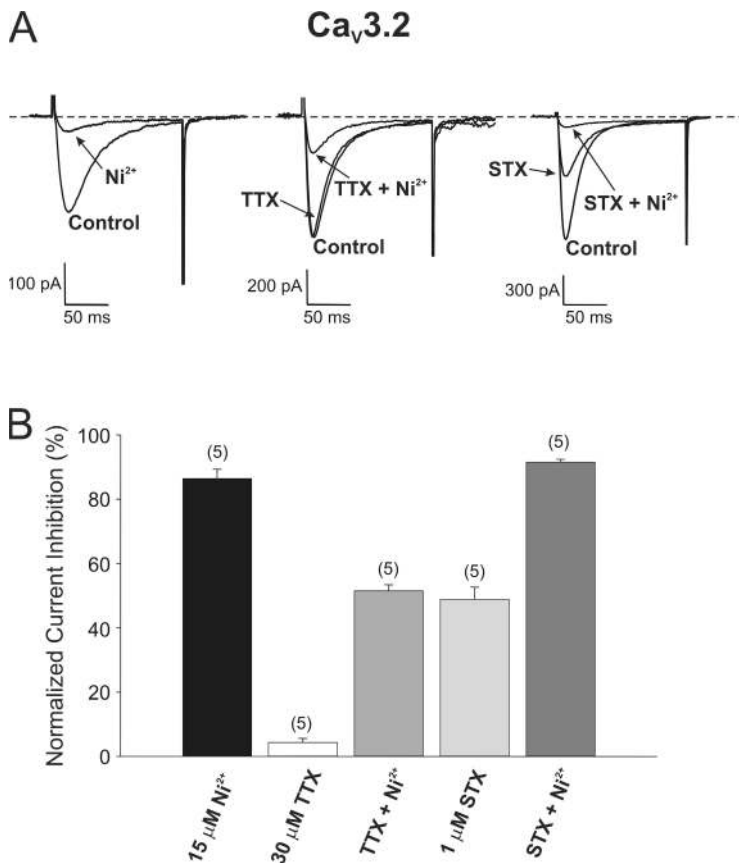 A
Cav3.2
Ni²⁺
Control
100 pA
50 ms
TTX
TTX + Ni²⁺
Control
200 pA
50 ms
STX
STX + Ni²⁺
Control
300 pA
50 ms
B
Normalized Current Inhibition (%)
100
80
60
40
20
0
(5)
(5)
(5)
(5)
(5)
15 μM Ni²⁺
30 μM TTX
TTX + Ni²⁺
1 μM STX
STX + Ni²⁺